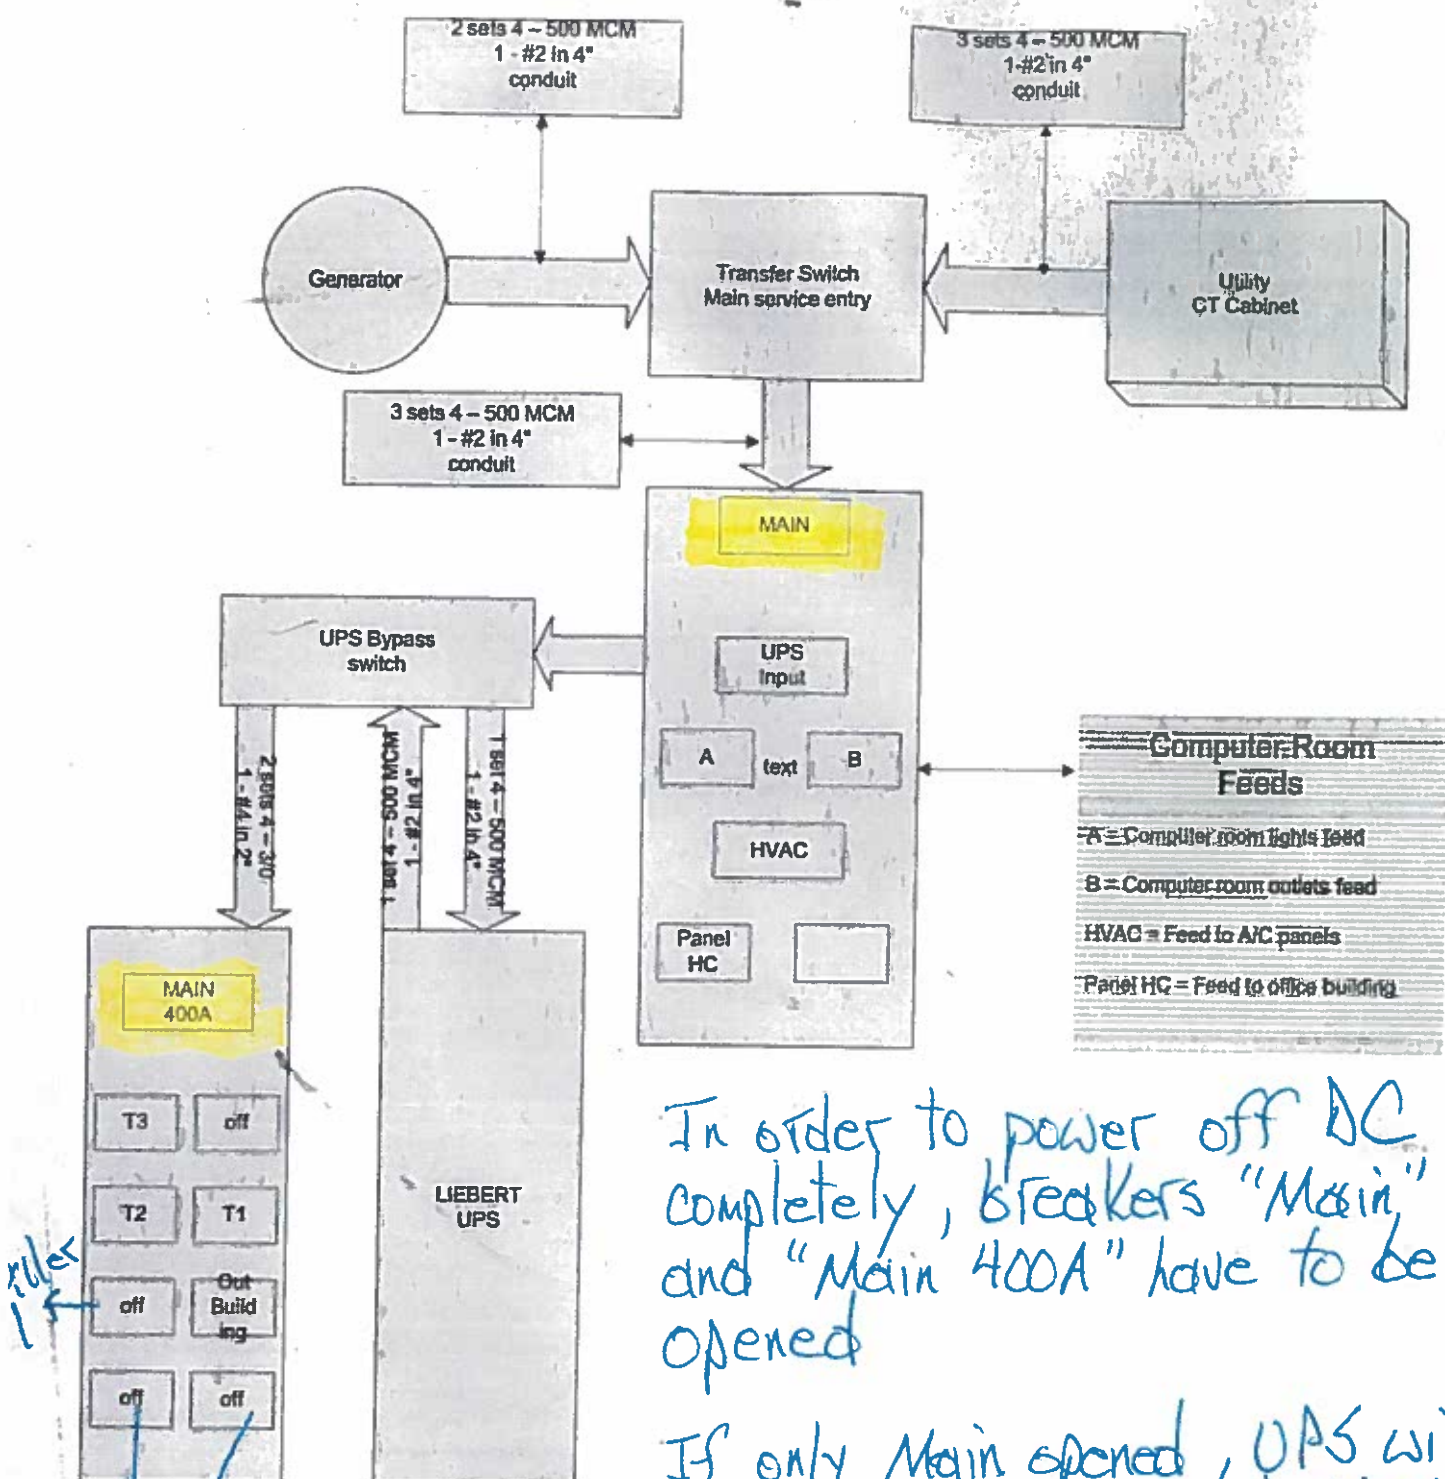 2 sets 4 – 500 MCM
1 - #2 in 4"
conduit
3 sets 4 – 500 MCM
1-#2 in 4"
conduit
Generator
Transfer Switch
Main service entry
Utility
CT Cabinet
3 sets 4 – 500 MCM
1 - #2 in 4"
conduit
MAIN
UPS Bypass
switch
UPS
Input
A
text
B
HVAC
Panel
HC
2 sets 4 – 3/0
1 - #4 in 2"
1 set 4 – 500 MCM
1 - #2 in 4"
1 set 4 – 500 MCM
1 - #2 in 4"
Computer Room
Feeds
A = Computer room lights feed
B = Computer room outlets feed
HVAC = Feed to A/C panels
Panel HC = Feed to office building
MAIN
400A
T3
off
T2
T1
off
Out
Build
ing
off
off
LIEBERT
UPS
In order to power off DC
completely, breakers "Main"
and "Main 400A" have to be
opened
If only Main opened, UPS